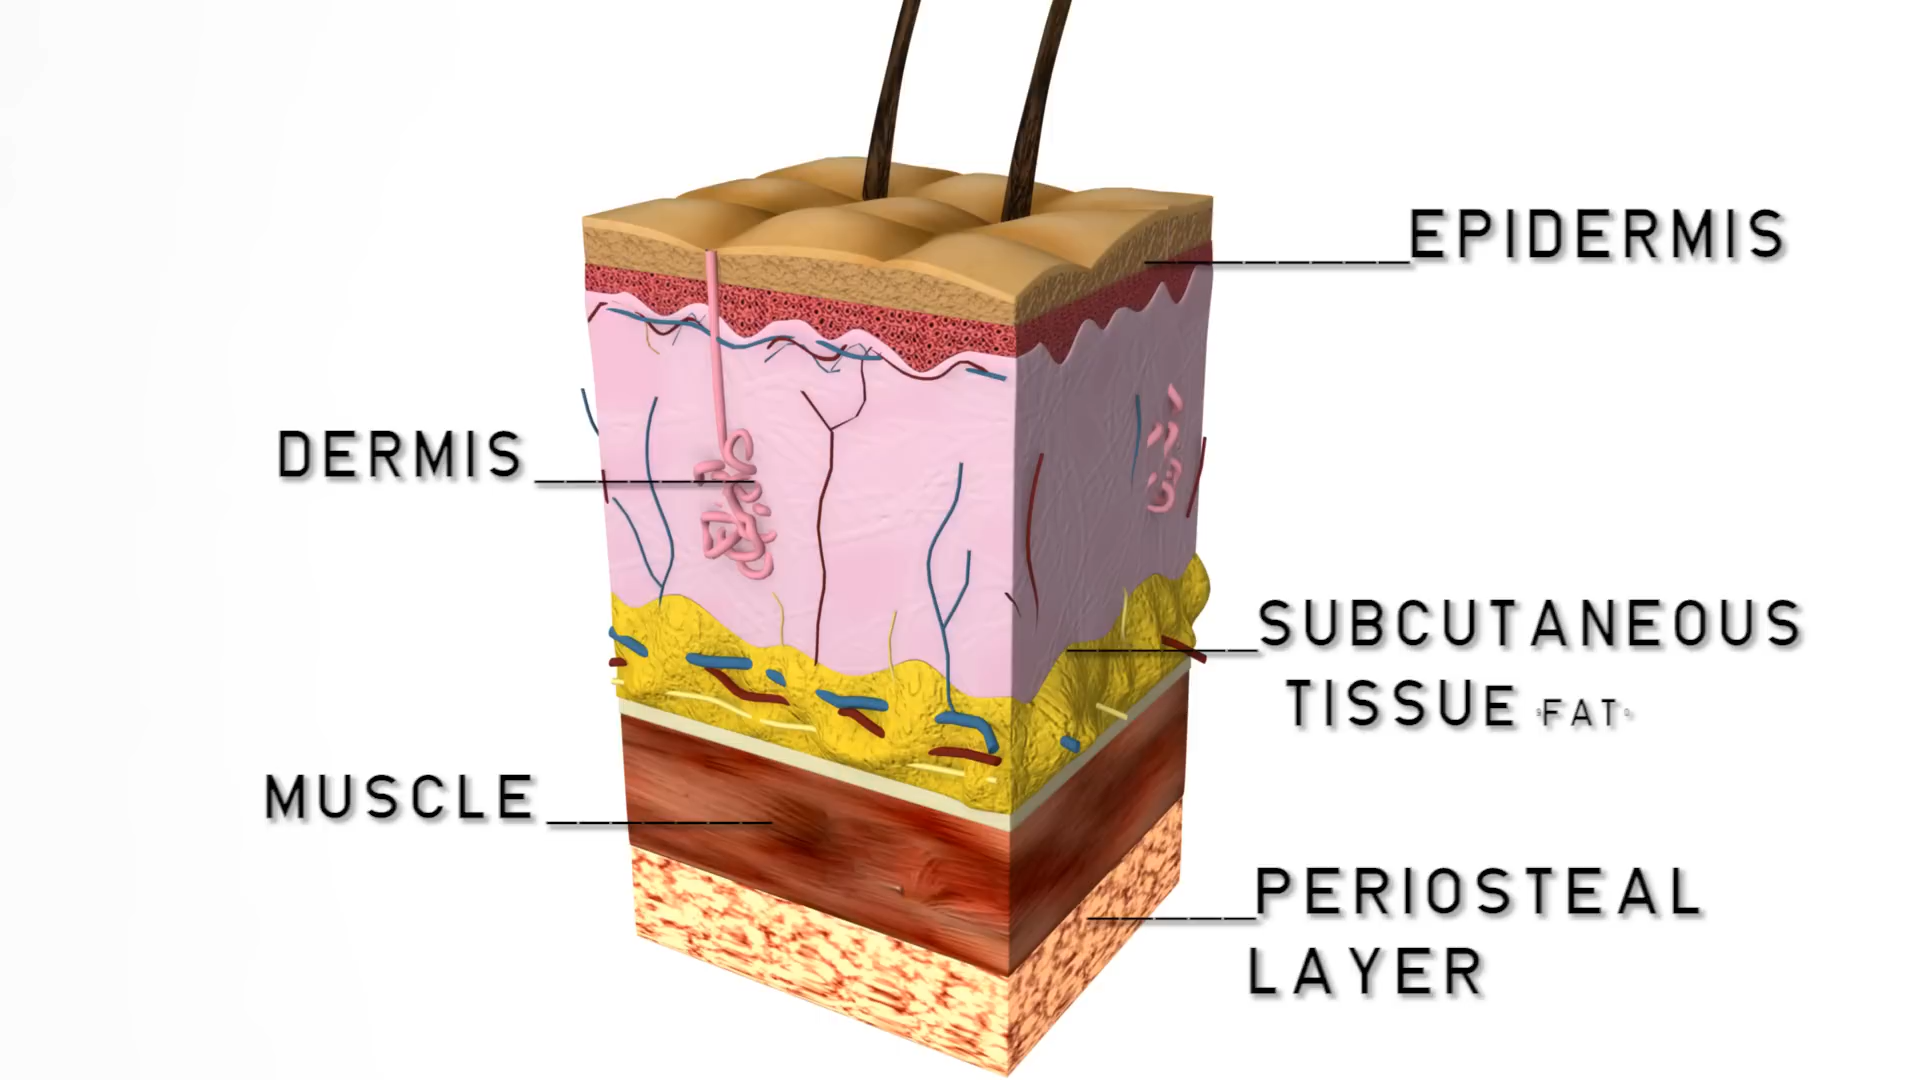 EPIDERMIS
DERMIS
SUBCUTANEOUS
TISSUE (FAT)
MUSCLE
PERIOSTEAL
LAYER